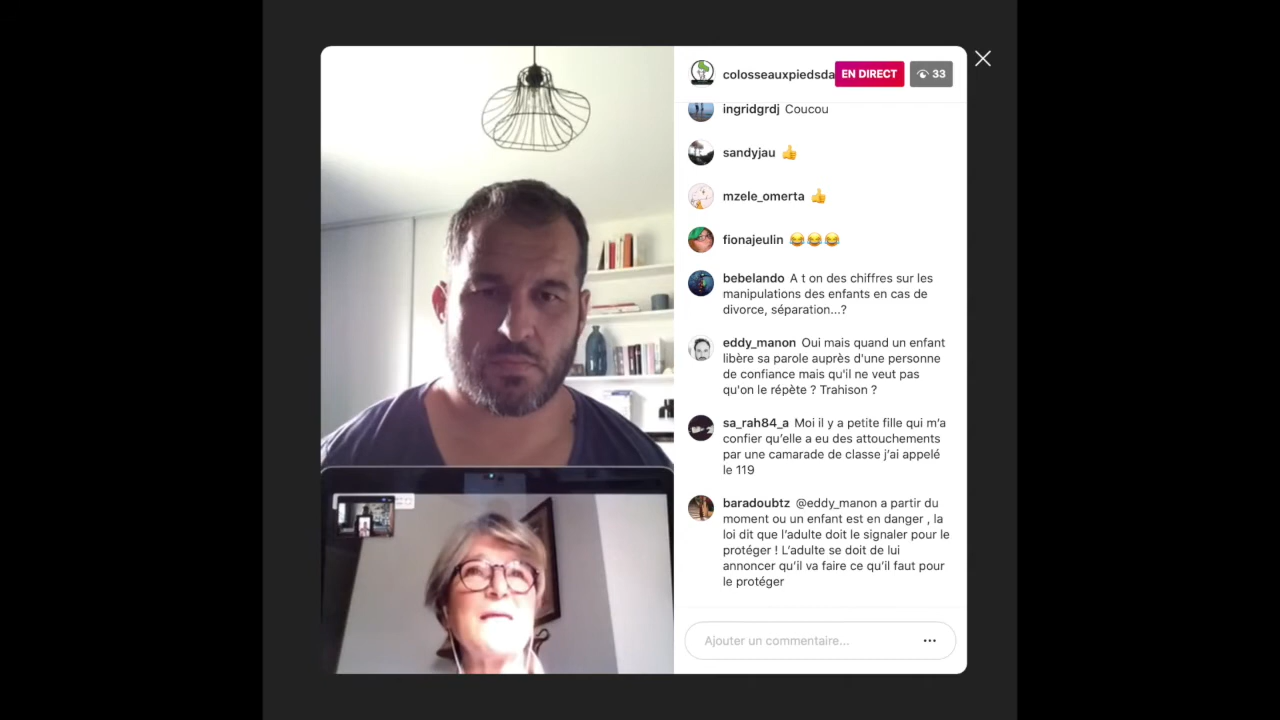 colosseauxpiedsda
EN DIRECT
33
ingridgrdj Coucou
sandyjau 👍
mzele_omerta 👍
fionajeulin 😂😂😂
bebelando A t on des chiffres sur les
manipulations des enfants en cas de
divorce, séparation...?
eddy_manon Oui mais quand un enfant
libère sa parole auprès d'une personne
de confiance mais qu'il ne veut pas
qu'on le répète ? Trahison ?
sa_rah84_a Moi il y a petite fille qui m'a
confier qu'elle a eu des attouchements
par une camarade de classe j'ai appelé
le 119
baradoubtz @eddy_manon a partir du
moment ou un enfant est en danger , la
loi dit que l'adulte doit le signaler pour le
protéger ! L'adulte se doit de lui
annoncer qu'il va faire ce qu'il faut pour
le protéger
Ajouter un commentaire...